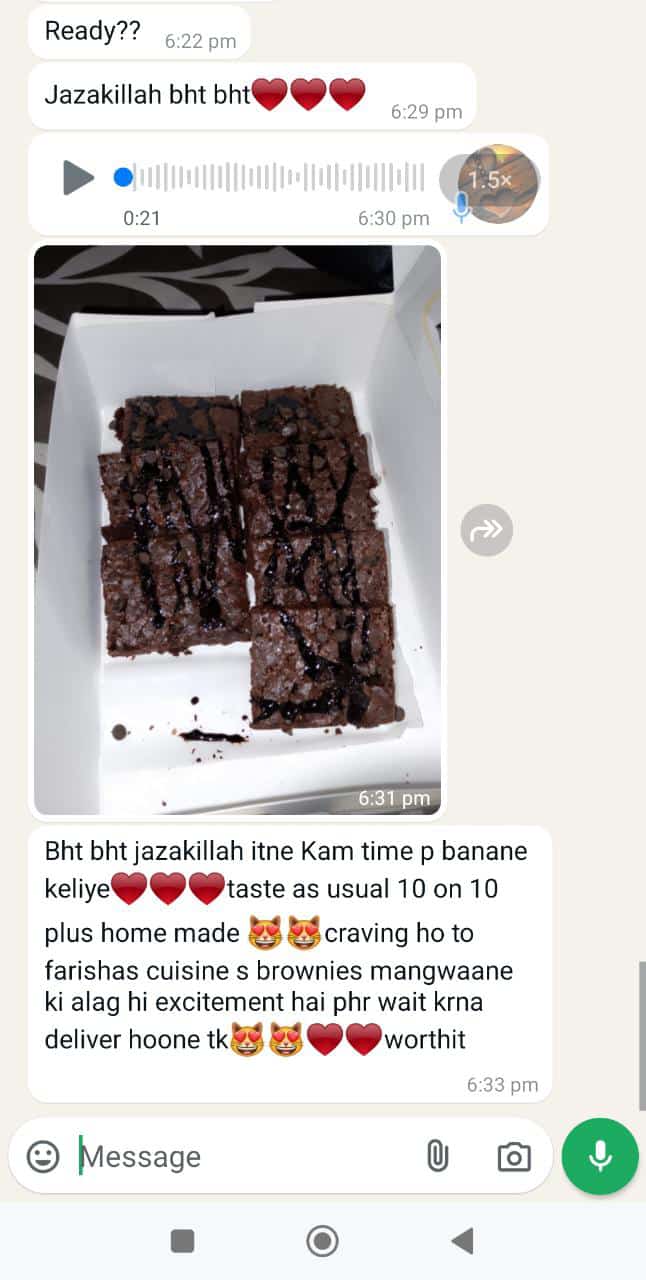 Ready??
6:22 pm
Jazakillah bht bht❤️❤️❤️
6:29 pm
1.5×
0:21
6:30 pm
6:31 pm
Bht bht jazakillah itne Kam time p banane
keliye❤️❤️❤️taste as usual 10 on 10
plus home made 😻😻craving ho to
farishas cuisine s brownies mangwaane
ki alag hi excitement hai phr wait krna
deliver hoone tk😻😻❤️❤️worthit
6:33 pm
Message